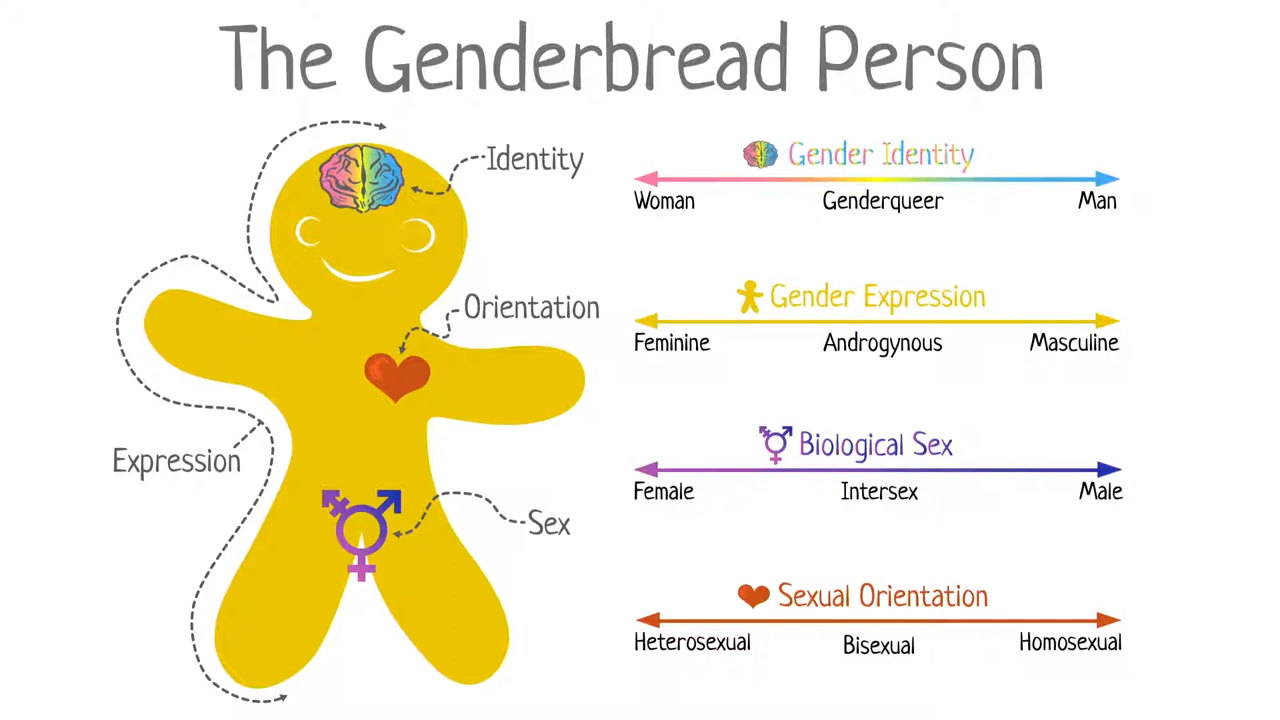 The Genderbread Person
Identity
Orientation
Expression
Sex
Gender Identity
Woman Genderqueer Man
Gender Expression
Feminine Androgynous Masculine
Biological Sex
Female Intersex Male
Sexual Orientation
Heterosexual Bisexual Homosexual